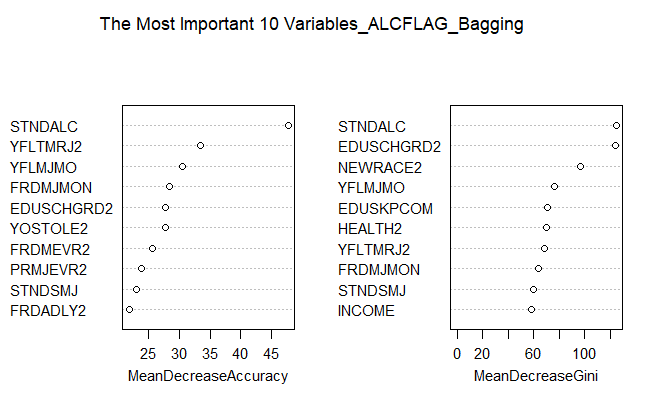 The Most Important 10 Variables_ALCFLAG_Bagging
STNDALC
YFLTMRJ2
YFLMJMO
FRDMJMON
EDUSCHGRD2
YOSTOLE2
FRDMEVR2
PRMJEVR2
STNDSMJ
FRDADLY2
25 30 35 40 45
MeanDecreaseAccuracy
STNDALC
EDUSCHGRD2
NEWRACE2
YFLMJMO
EDUSKPCOM
HEALTH2
YFLTMRJ2
FRDMJMON
STNDSMJ
INCOME
0 20 60 100
MeanDecreaseGini